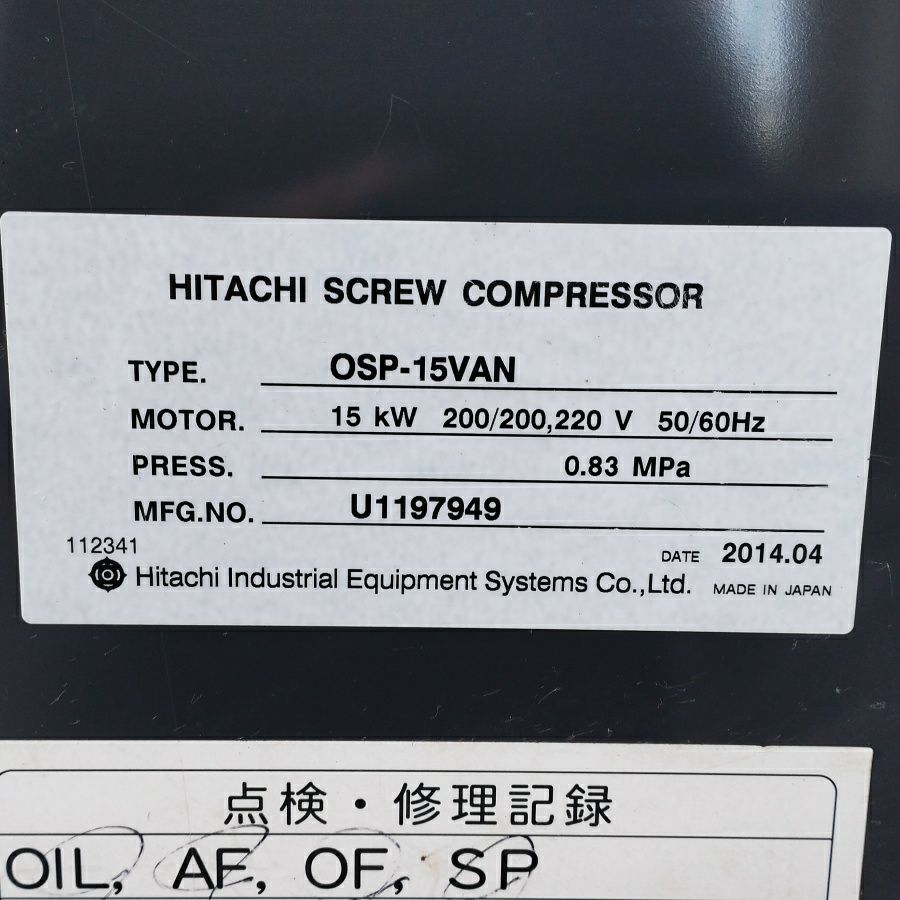 HITACHI SCREW COMPRESSOR
TYPE. OSP-15VAN
MOTOR. 15 kW 200/200,220 V 50/60Hz
PRESS. 0.83 MPa
MFG.NO. U1197949
112341
DATE 2014.04
Hitachi Industrial Equipment Systems Co.,Ltd. MADE IN JAPAN
点検・修理記録
OIL, AF, OF, SP